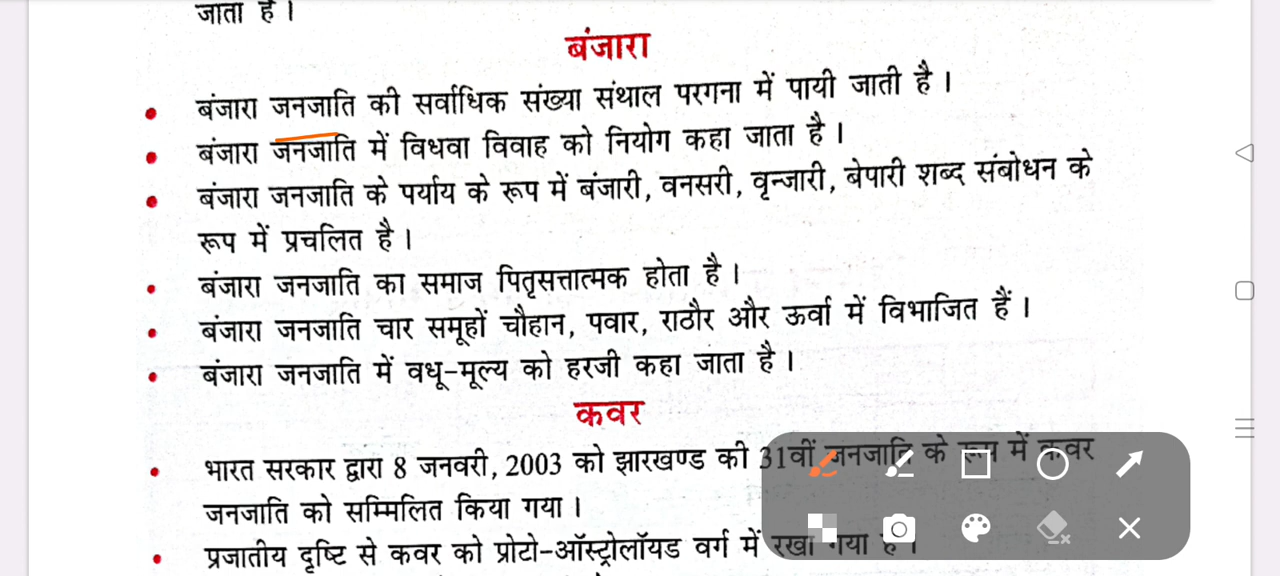 जाता है ।
बंजारा
• बंजारा जनजाति की सर्वाधिक संख्या संथाल परगना में पायी जाती है ।
• बंजारा जनजाति में विधवा विवाह को नियोग कहा जाता है ।
• बंजारा जनजाति के पर्याय के रूप में बंजारी, वनसरी, वृन्जारी, बेपारी शब्द संबोधन के
रूप में प्रचलित है ।
• बंजारा जनजाति का समाज पितृसत्तात्मक होता है ।
• बंजारा जनजाति चार समूहों चौहान, पवार, राठौर और ऊर्वा में विभाजित हैं ।
• बंजारा जनजाति में वधू-मूल्य को हरजी कहा जाता है ।
कवर
• भारत सरकार द्वारा 8 जनवरी, 2003 को झारखण्ड की 31वीं जनजाति के रूप में कवर
जनजाति को सम्मिलित किया गया ।
• प्रजातीय दृष्टि से कवर को प्रोटो-ऑस्ट्रोलॉयड वर्ग में रखा गया है ।